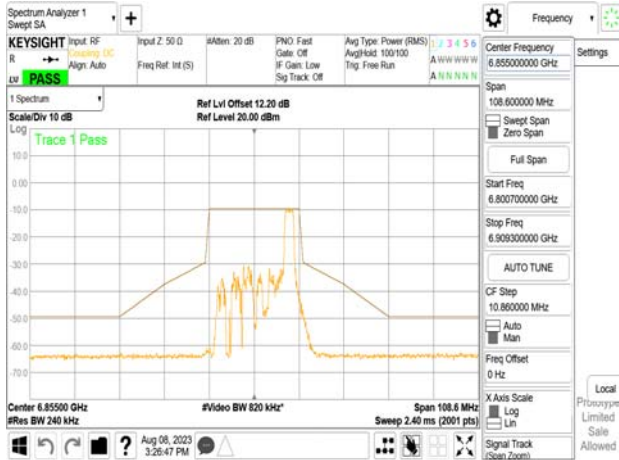 Spectrum Analyzer 1
Swept SA
+
Frequency
KEYSIGHT
R
LV
PASS
Input: RF
Coupling: DC
Align: Auto
Input Z: 50 Ω
Freq Ref: Int (S)
#Atten: 20 dB
PNO: Fast
Gate: Off
IF Gain: Low
Sig Track: Off
Avg Type: Power (RMS)
Avg|Hold: 100/100
Trig: Free Run
1 2 3 4 5 6
A W W W W W
A N N N N N
1 Spectrum
Scale/Div 10 dB
Ref Lvl Offset 12.20 dB
Ref Level 20.00 dBm
Log
Trace 1 Pass
10.0
0.00
-10.0
-20.0
-30.0
-40.0
-50.0
-60.0
-70.0
Center 6.85500 GHz
#Res BW 240 kHz
#Video BW 820 kHz*
Span 108.6 MHz
Sweep 2.40 ms (2001 pts)
?
Aug 08, 2023
3:26:47 PM
Center Frequency
6.855000000 GHz
Settings
Span
108.600000 MHz
Swept Span
Zero Span
Full Span
Start Freq
6.800700000 GHz
Stop Freq
6.909300000 GHz
AUTO TUNE
CF Step
10.860000 MHz
Auto
Man
Freq Offset
0 Hz
X Axis Scale
Log
Lin
Signal Track
(Span Zoom)
Local
Prototype
Limited
Sale
Allowed